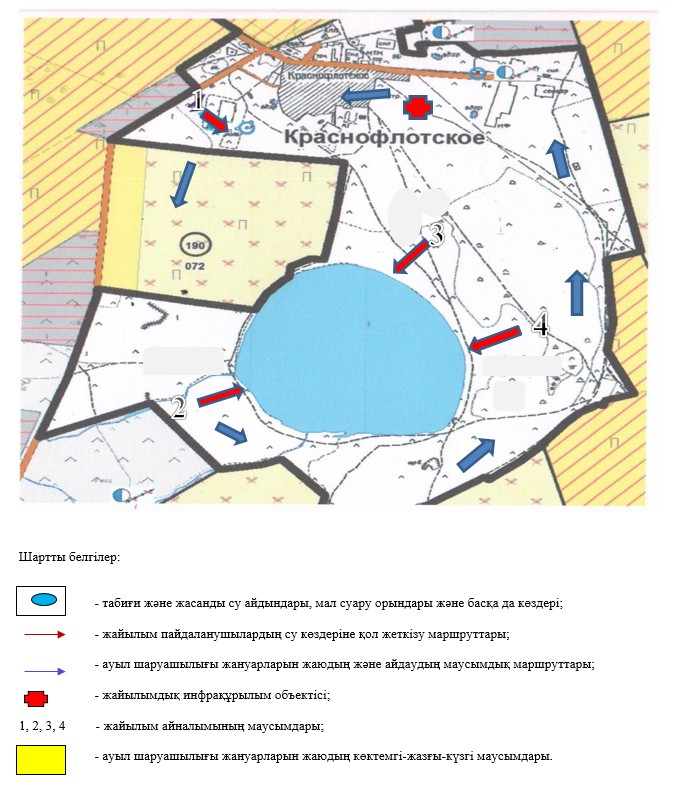 Краснофлотское
1
Краснофлотское
3
190
072
4
2
П
П
П
П
П
П
Шартты белгілер:
- табиғи және жасанды су айдындары, мал суару орындары және басқа да көздері;
- жайылым пайдаланушылардың су көздеріне қол жеткізу маршруттары;
- ауыл шаруашылығы жануарларын жаюдың және айдаудың маусымдық маршруттары;
- жайылымдық инфрақұрылым объектісі;
1, 2, 3, 4 - жайылым айналымының маусымдары;
- ауыл шаруашылығы жануарларын жаюдың көктемгі-жазғы-күзгі маусымдары.